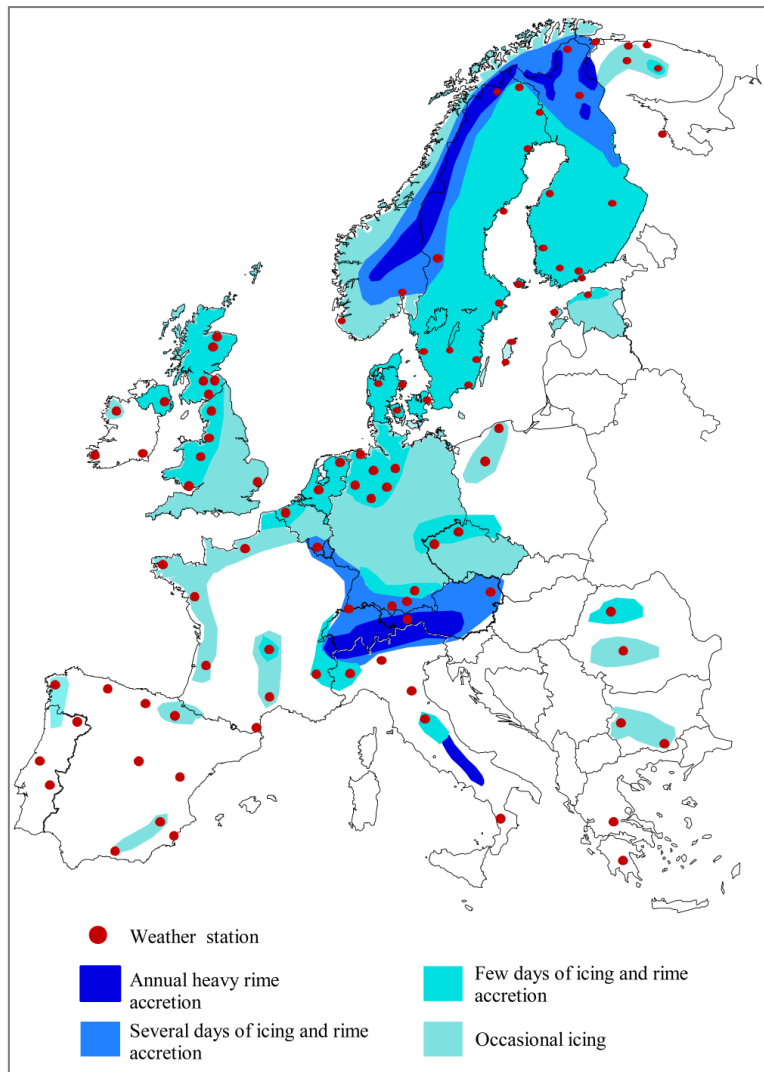 Weather station
Annual heavy rime
accretion
Few days of icing and rime
accretion
Several days of icing and rime
accretion
Occasional icing